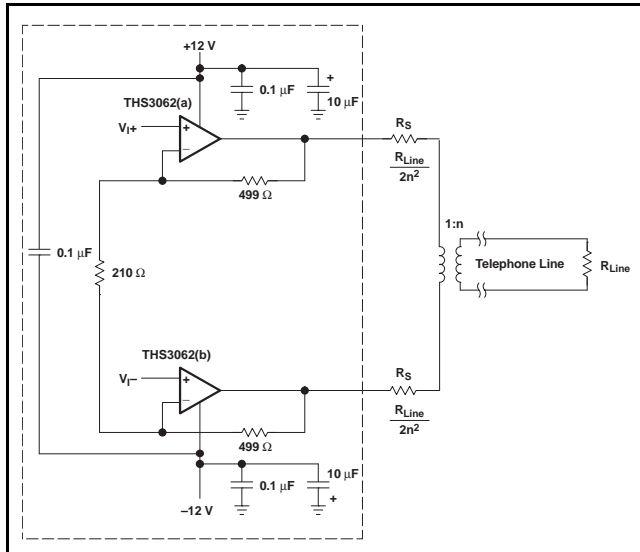 +12 V
+
0.1 μF
10 μF
THS3062(a)
VI+
+
−
RS
RLine
2n²
499 Ω
1:n
0.1 μF
210 Ω
Telephone Line
RLine
THS3062(b)
VI−
+
−
RS
RLine
2n²
499 Ω
10 μF
0.1 μF
+
−12 V